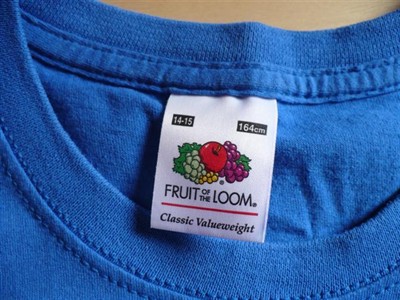 14-15 164cm
FRUIT OF THE LOOM®
Classic Valueweight